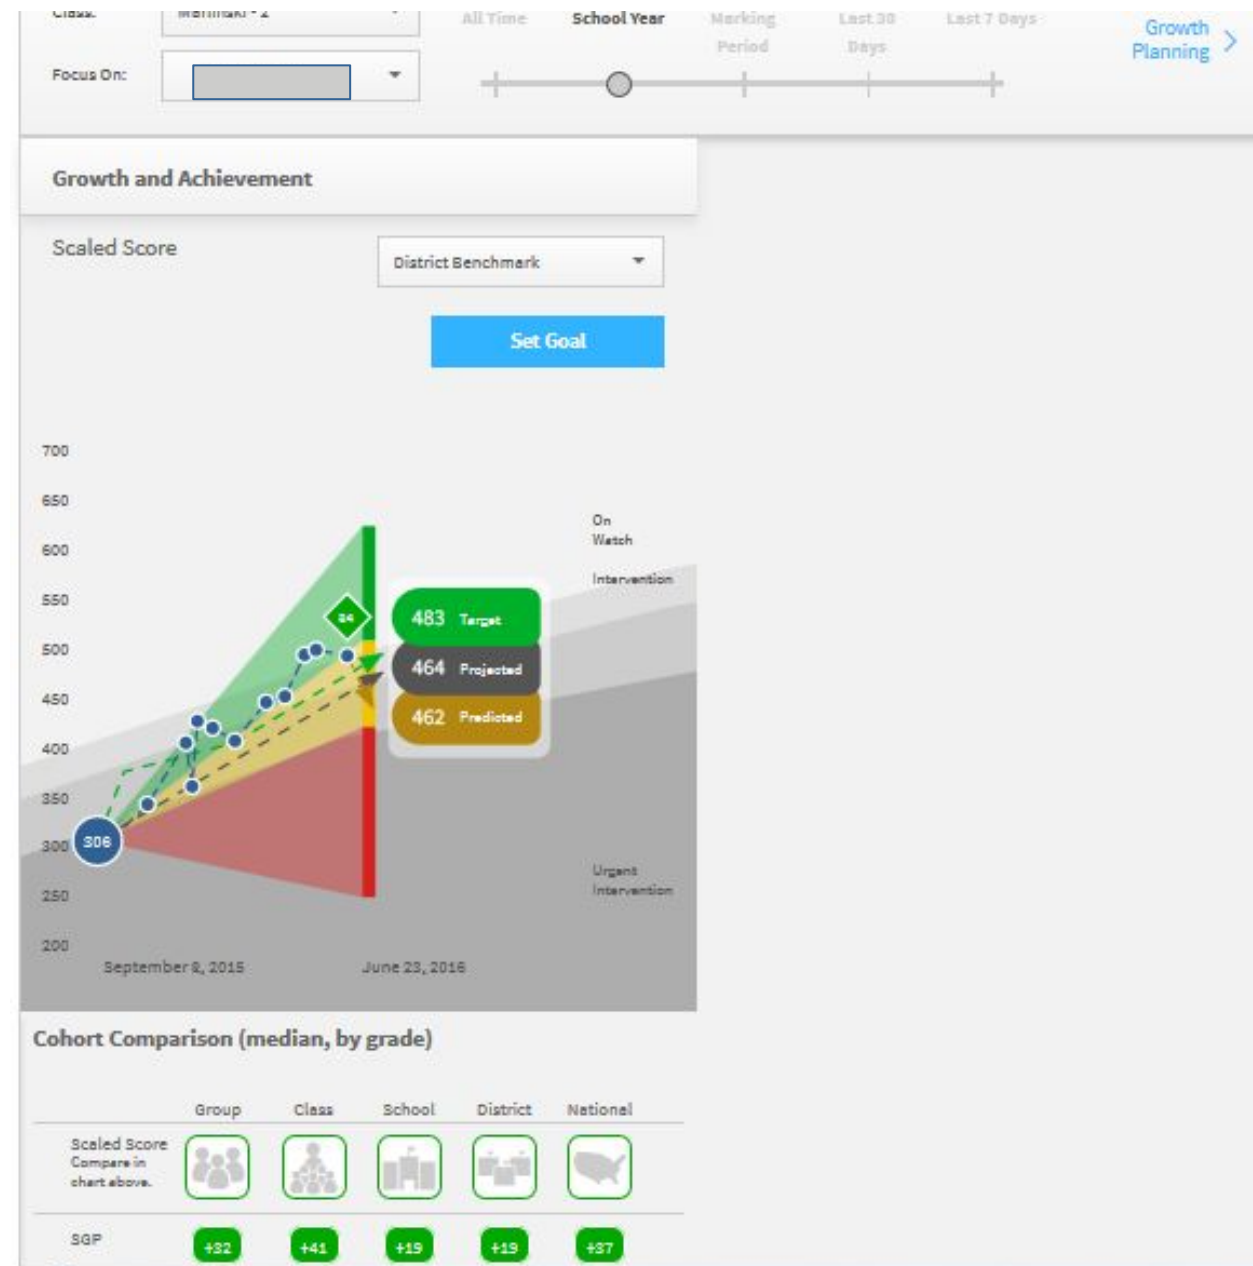 Class:
Marlinski - 2
All Time
School Year
Marking
Period
Last 30
Days
Last 7 Days
Growth
Planning
Focus On:
Growth and Achievement
Scaled Score
District Benchmark
Set Goal
700
650
600
550
500
450
400
350
300
250
200
On
Watch
Intervention
84
483 Target
464 Projected
462 Predicted
306
Urgent
Intervention
September 8, 2015
June 23, 2016
Cohort Comparison (median, by grade)
Group Class School District National
Scaled Score
Compare in
chart above.
SGP +32 +41 +19 +19 +37